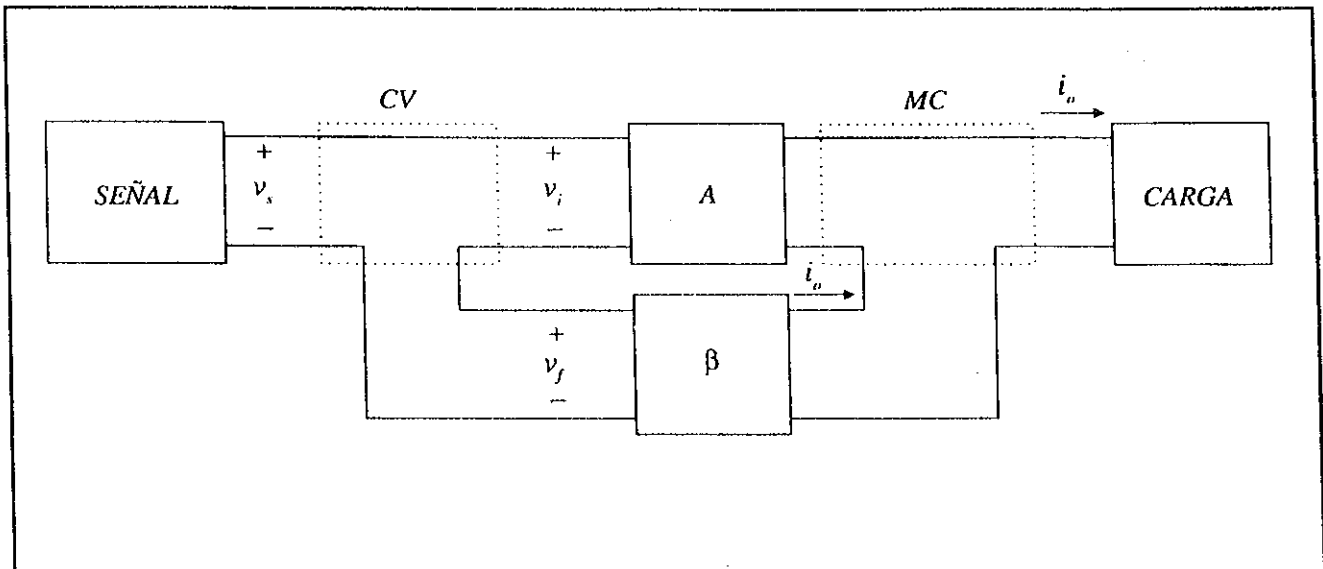 CV
MC
i_o
SEÑAL
+
v_s
−
+
v_i
−
A
CARGA
i_o
+
v_f
−
β